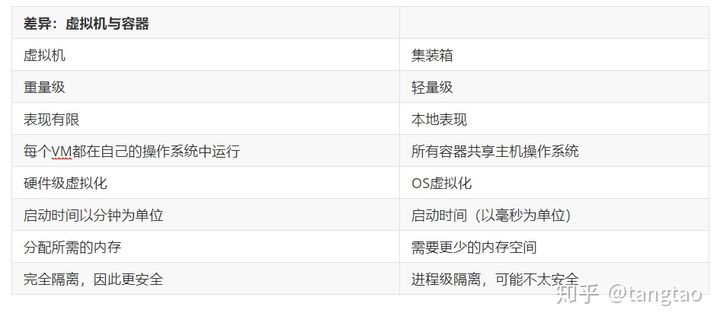 差异：虚拟机与容器
虚拟机 集装箱
重量级 轻量级
表现有限 本地表现
每个VM都在自己的操作系统中运行 所有容器共享主机操作系统
硬件级虚拟化 OS虚拟化
启动时间以分钟为单位 启动时间（以毫秒为单位）
分配所需的内存 需要更少的内存空间
完全隔离，因此更安全 进程级隔离，可能不太安全
知乎 @tangtao